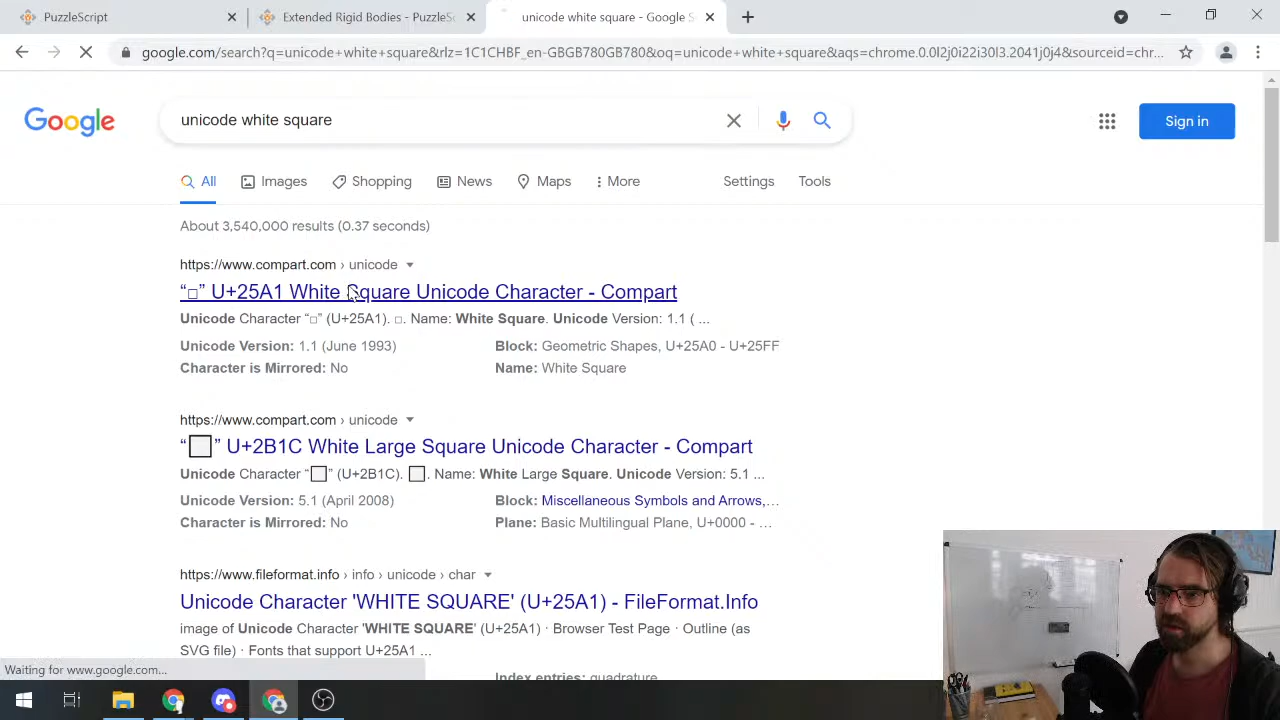 PuzzleScript
Extended Rigid Bodies - PuzzleS
unicode white square - Google S
google.com/search?q=unicode+white+square&rlz=1C1CHBF_en-GBGB780GB780&oq=unicode+white+square&aqs=chrome.0.0l2j0i22i30l3.2041j0j4&sourceid=chr...
Google
unicode white square
Sign in
All
Images
Shopping
News
Maps
More
Settings
Tools
About 3,540,000 results (0.37 seconds)
https://www.compart.com › unicode
“□” U+25A1 White Square Unicode Character - Compart
Unicode Character “□” (U+25A1). □. Name: White Square. Unicode Version: 1.1 ( ...
Unicode Version: 1.1 (June 1993)
Block: Geometric Shapes, U+25A0 - U+25FF
Character is Mirrored: No
Name: White Square
https://www.compart.com › unicode
“⬜” U+2B1C White Large Square Unicode Character - Compart
Unicode Character “⬜” (U+2B1C). ⬜. Name: White Large Square. Unicode Version: 5.1 ...
Unicode Version: 5.1 (April 2008)
Block: Miscellaneous Symbols and Arrows,...
Character is Mirrored: No
Plane: Basic Multilingual Plane, U+0000 - ...
https://www.fileformat.info › info › unicode › char
Unicode Character 'WHITE SQUARE' (U+25A1) - FileFormat.Info
image of Unicode Character 'WHITE SQUARE' (U+25A1) · Browser Test Page · Outline (as
SVG file) · Fonts that support U+25A1 ...
Index entries: quadrature
Waiting for www.google.com...